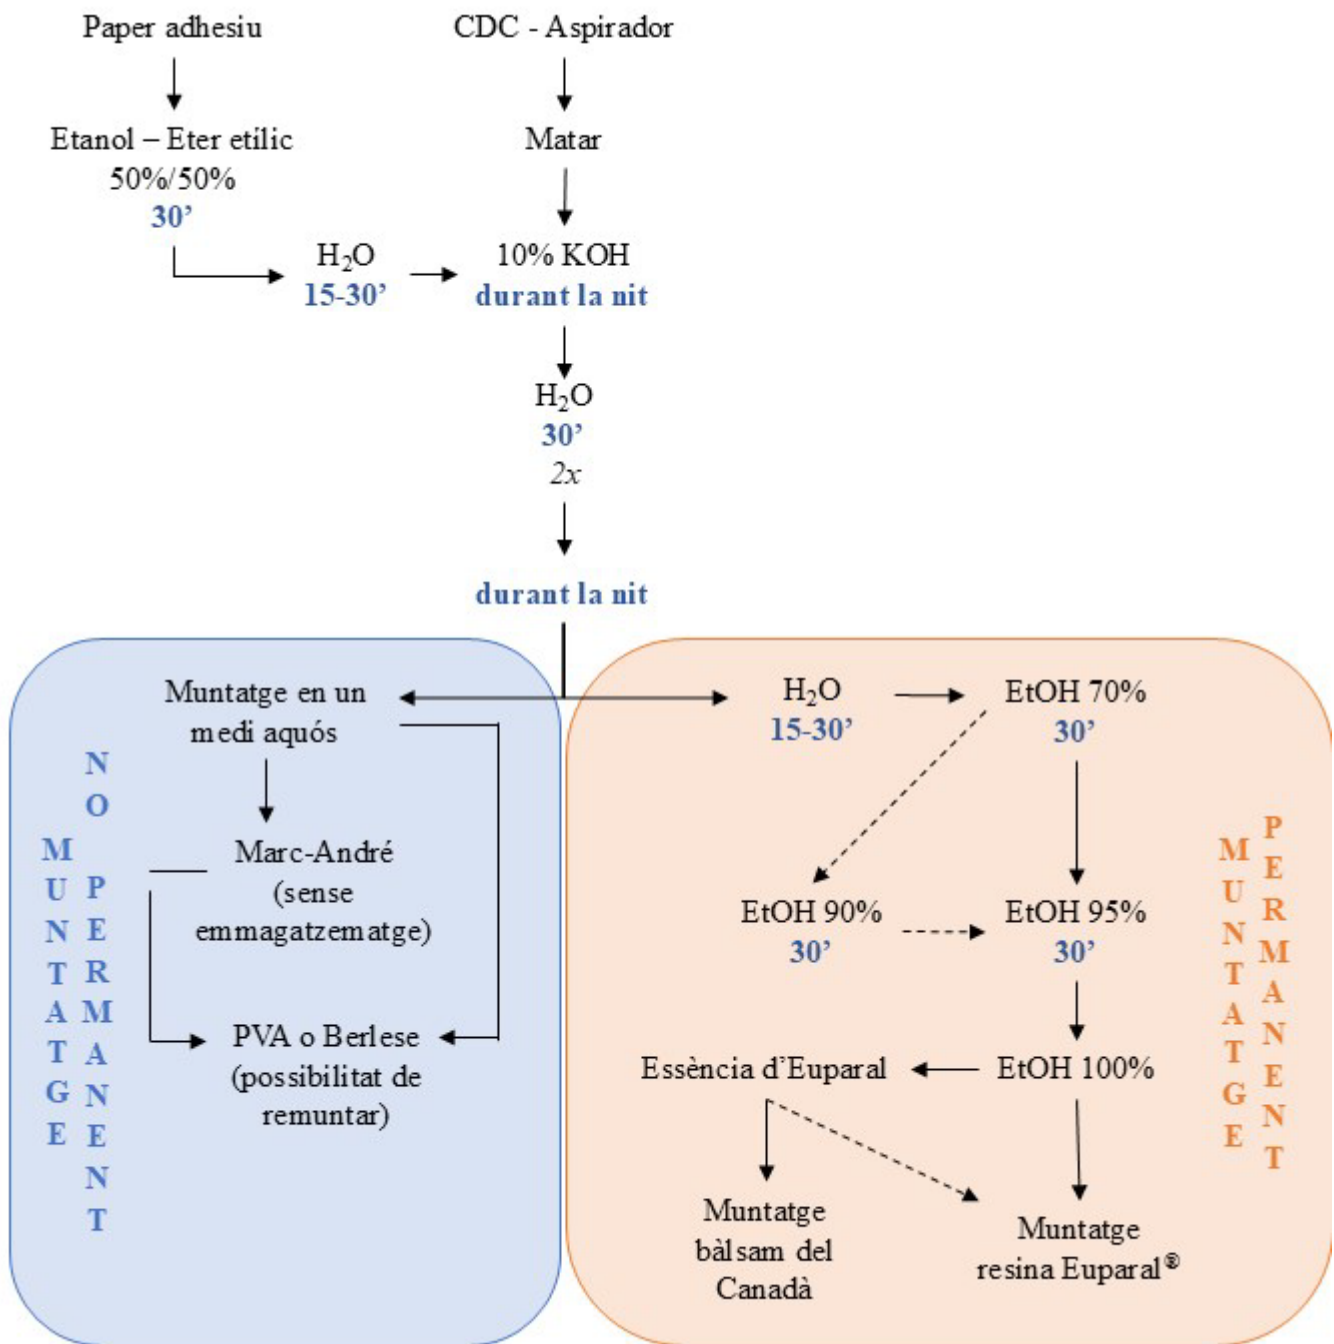 Paper adhesiu
CDC - Aspirador
Etanol – Eter etílic
50%/50%
30’
Matar
H₂O
15-30’
10% KOH
durant la nit
H₂O
30’
2x
durant la nit
Muntatge en un
medi aquós
Marc-André
(sense
emmagatzematge)
PVA o Berlese
(possibilitat de
remuntar)
MUNTATGE
NO PERMANENT
H₂O
15-30’
EtOH 70%
30’
EtOH 90%
30’
EtOH 95%
30’
Essència d’Euparal
EtOH 100%
Muntatge
bàlsam del
Canadà
Muntatge
resina Euparal®
MUNTATGE
PERMANENT